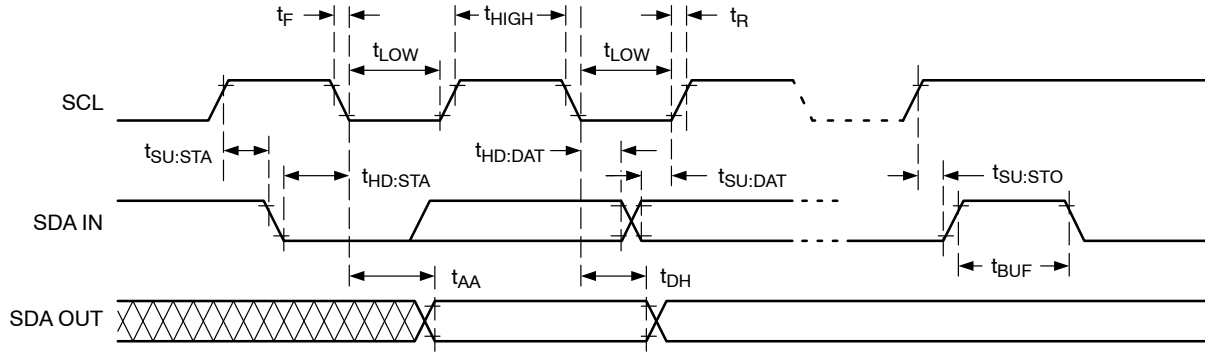 tF
tHIGH
tR
tLOW
tLOW
SCL
tSU:STA
tHD:STA
tHD:DAT
tSU:DAT
tSU:STO
SDA IN
tBUF
tAA
tDH
SDA OUT